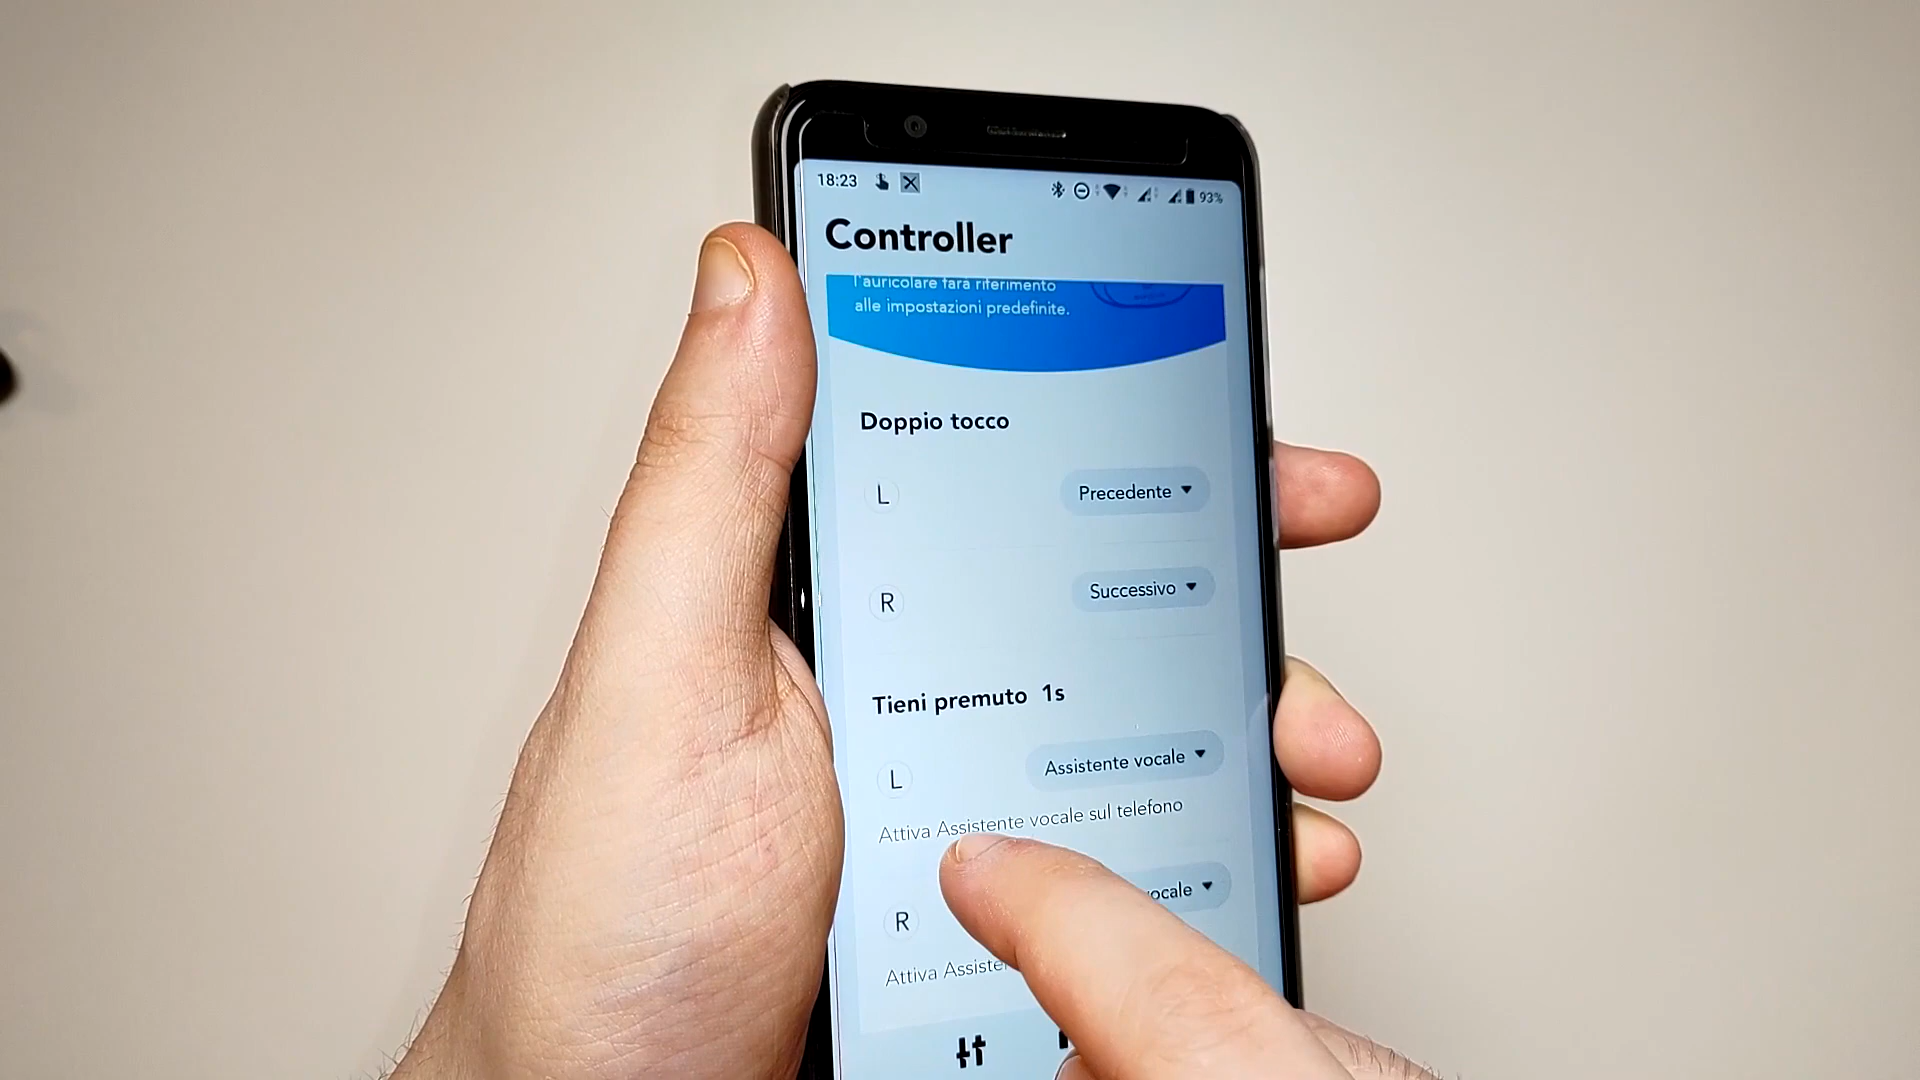 18:23
93%
Controller
l'auricolare farà riferimento
alle impostazioni predefinite.
Doppio tocco
L
Precedente
R
Successivo
Tieni premuto 1s
L
Assistente vocale
Attiva Assistente vocale sul telefono
R
Attiva